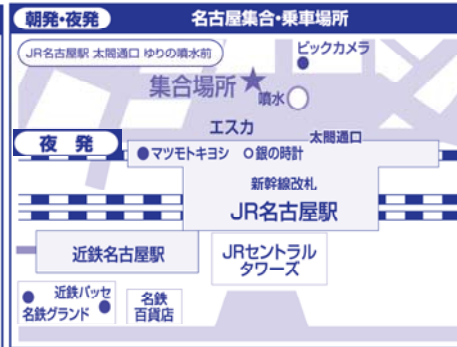 朝発・夜発
名古屋集合・乗車場所
JR名古屋駅 太閤通口 ゆりの噴水前
ビックカメラ
集合場所
噴水
エスカ
太閤通口
夜 発
マツモトキヨシ
銀の時計
新幹線改札
JR名古屋駅
近鉄名古屋駅
JRセントラル
タワーズ
近鉄パッセ
名鉄グランド
名鉄
百貨店